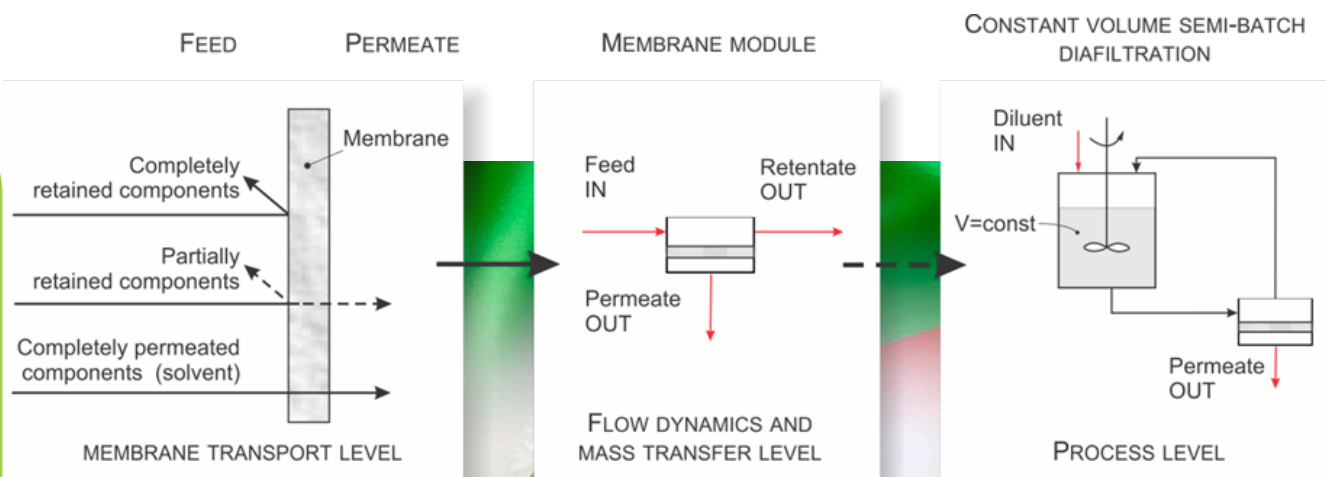 FEED
PERMEATE
Membrane
Completely
retained components
Partially
retained components
Completely permeated
components (solvent)
MEMBRANE TRANSPORT LEVEL
MEMBRANE MODULE
Feed
IN
Retentate
OUT
Permeate
OUT
FLOW DYNAMICS AND
MASS TRANSFER LEVEL
CONSTANT VOLUME SEMI-BATCH
DIAFILTRATION
Diluent
IN
V=const
Permeate
OUT
PROCESS LEVEL